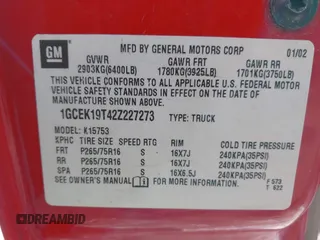 GM
MFD BY GENERAL MOTORS CORP 01/02
GVWR GAWR FRT GAWR RR
2903KG(6400LB) 1780KG(3925LB) 1701KG(3750LB)
THIS VEHICLE CONFORMS TO ALL APPLICABLE U.S. FEDERAL
MOTOR VEHICLE SAFETY STANDARDS IN EFFECT ON THE
DATE OF MANUFACTURE SHOWN ABOVE.
1GCEK19T42Z227273 TYPE: TRUCK
K15753
XPHC TIRE SIZE SPEED RTG RIM COLD TIRE PRESSURE
FRT P265/75R16 S 16X7J 240KPA(35PSI)
RR P265/75R16 S 16X7J 240KPA(35PSI)
SPA P265/75R16 S 16X6.5J 240KPA(35PSI)
SEE OWNER'S MANUAL FOR ADDITIONAL INFORMATION
F 573
T 622
DREAMBID